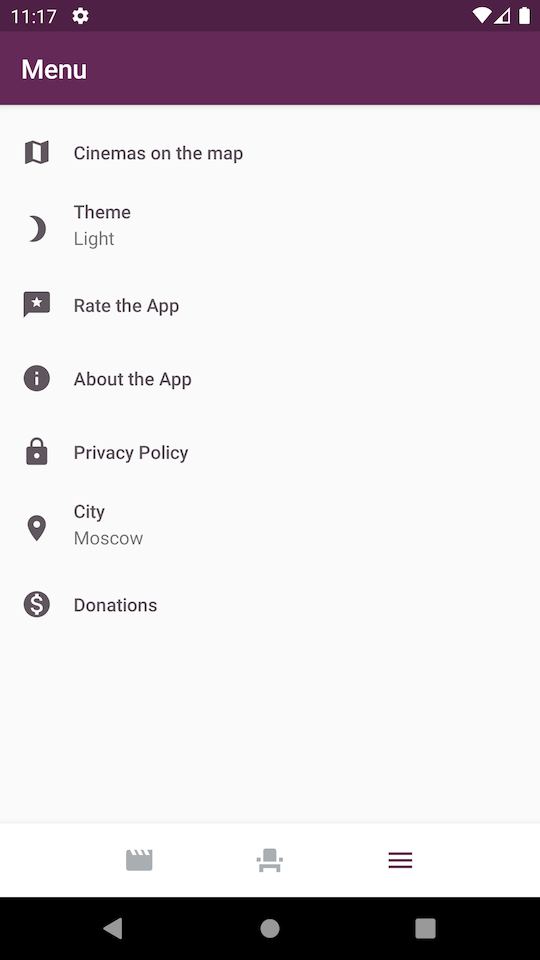 11:17
Menu
Cinemas on the map
Theme
Light
Rate the App
About the App
Privacy Policy
City
Moscow
Donations